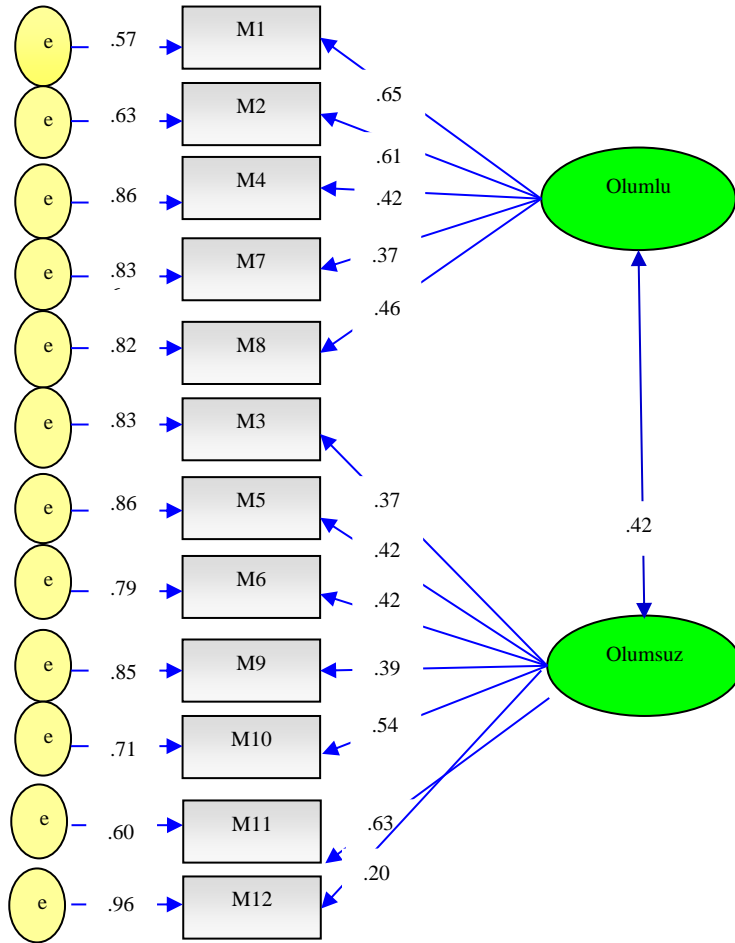 e .57 M1
.65
e .63 M2
.61
Olumlu
e .86 M4
.42
e .83 M7
.37
.46
e .82 M8
e .83 M3
.37
e .86 M5
.42
.42
e .79 M6
.42
Olumsuz
e .85 M9
.39
e .71 M10
.54
e .60 M11
.63
.20
e .96 M12